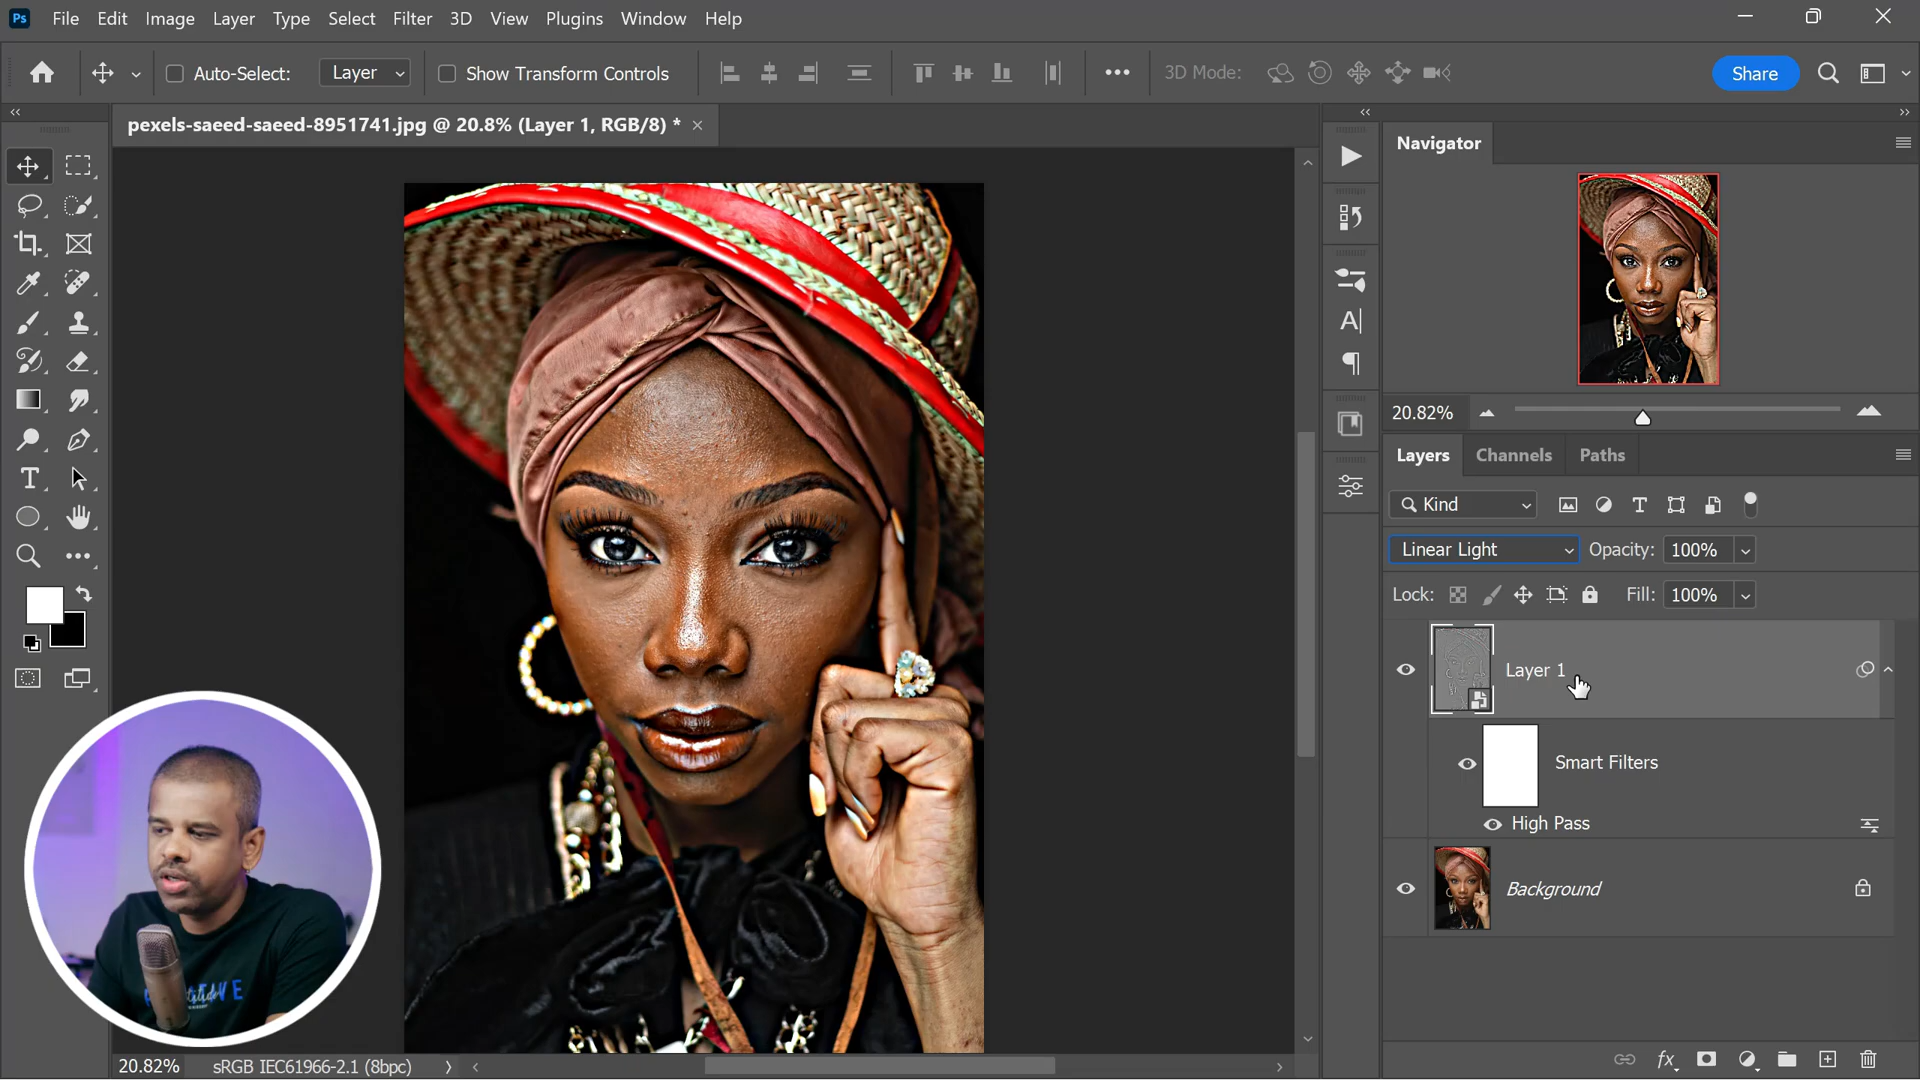 Ps File Edit Image Layer Type Select Filter 3D View Plugins Window Help
Auto-Select: Layer Show Transform Controls 3D Mode: Share
pexels-saeed-saeed-8951741.jpg @ 20.8% (Layer 1, RGB/8) *
Navigator
20.82%
Layers Channels Paths
Kind
Linear Light Opacity: 100%
Lock: Fill: 100%
Layer 1
Smart Filters
High Pass
Background
20.82% sRGB IEC61966-2.1 (8bpc)